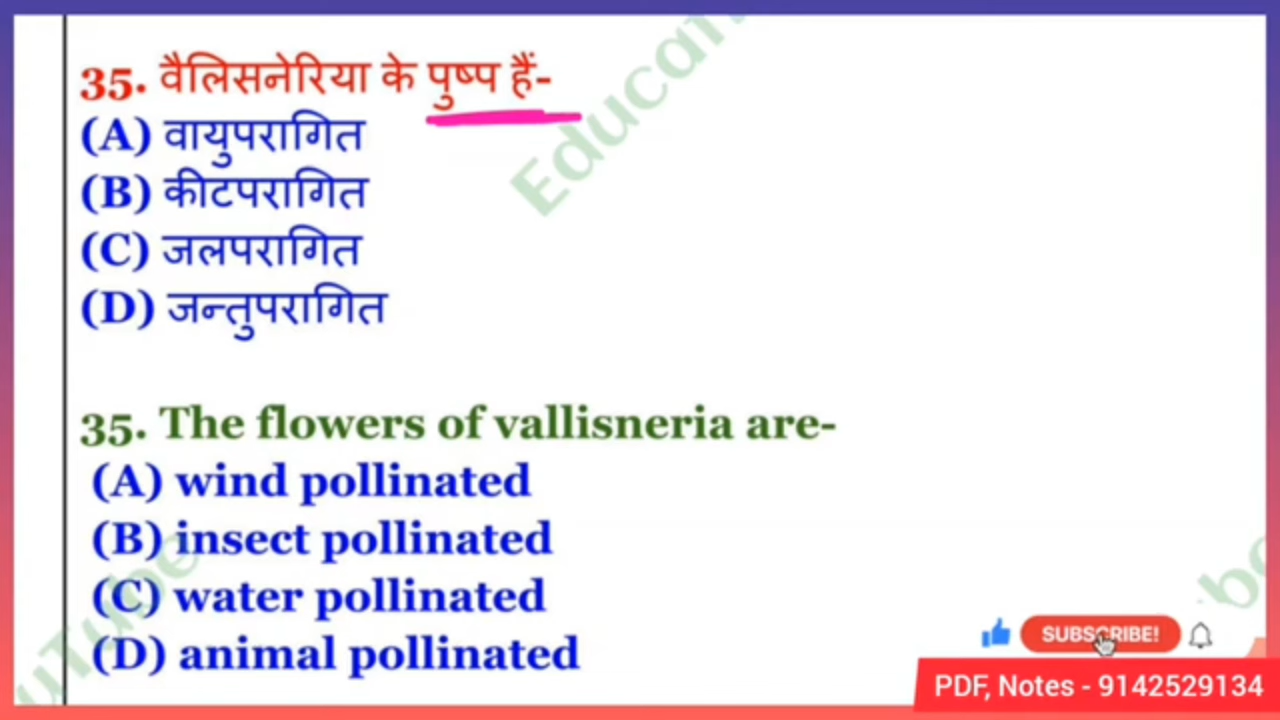 35. वैलिसनेरिया के पुष्प हैं-
(A) वायुपरागित
(B) कीटपरागित
(C) जलपरागित
(D) जन्तुपरागित
35. The flowers of vallisneria are-
(A) wind pollinated
(B) insect pollinated
(C) water pollinated
(D) animal pollinated
SUBSCRIBE!
PDF, Notes - 9142529134